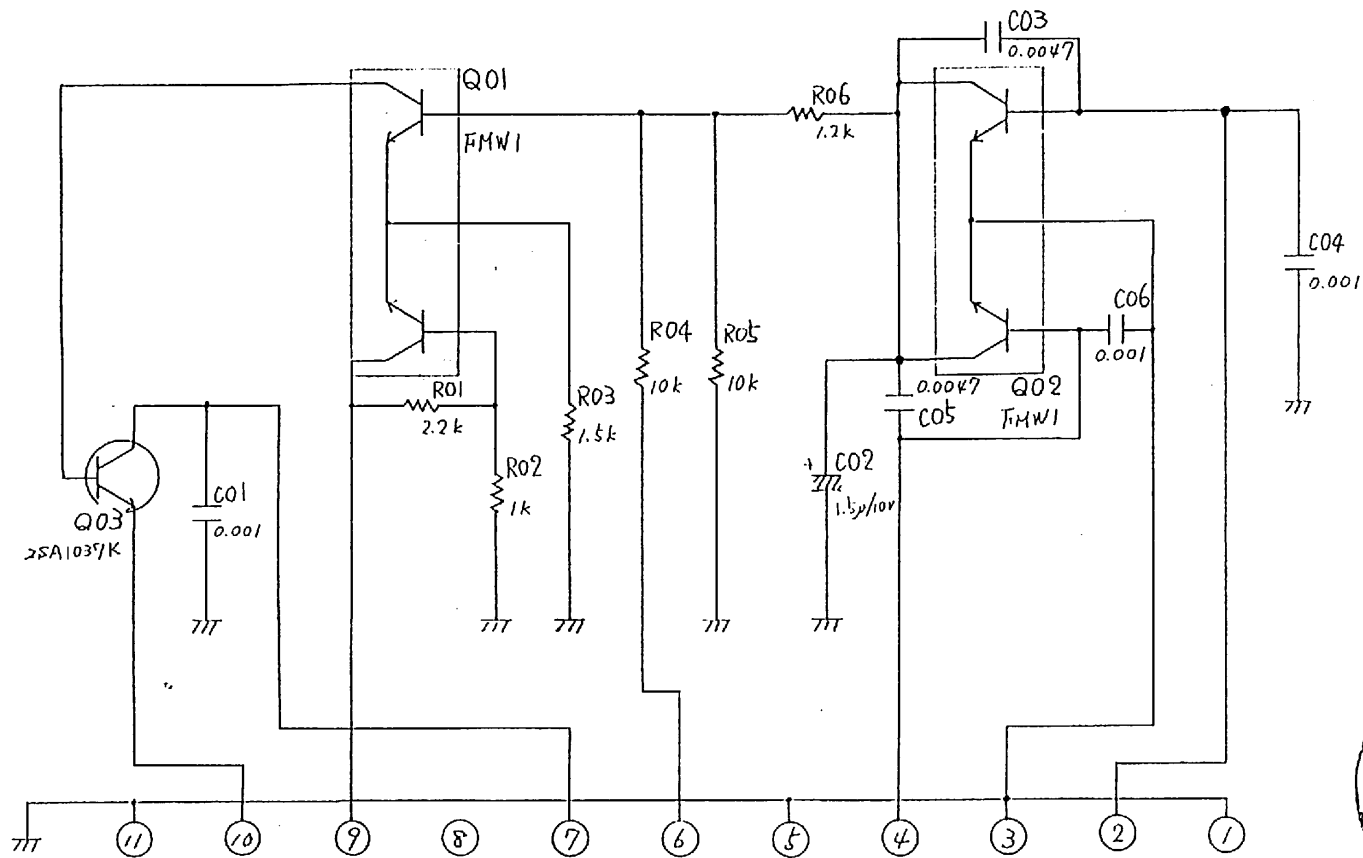 C03
0.0047
Q01
FMW1
R06
1.2k
C04
0.001
C06
0.001
R04
10k
R05
10k
R01
2.2k
R03
1.5k
0.0047
C05
Q02
FMW1
R02
1k
C02
+
1.5μ/10V
Q03
2SA1037K
C01
0.001
11
10
9
8
7
6
5
4
3
2
1